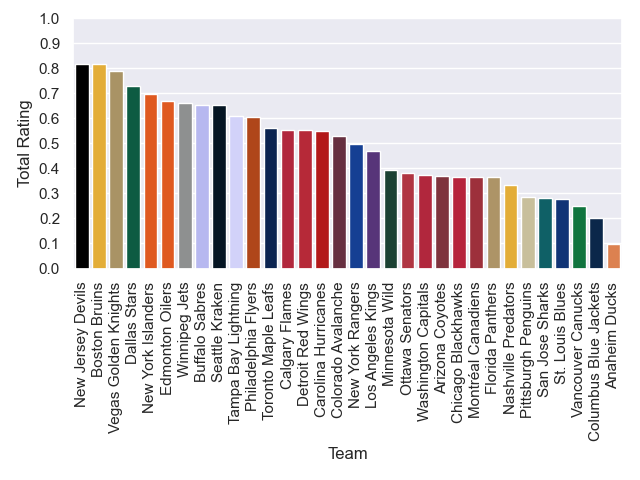 1.0
0.9
0.8
0.7
0.6
0.5
0.4
0.3
0.2
0.1
0.0
Total Rating
New Jersey Devils
Boston Bruins
Vegas Golden Knights
Dallas Stars
New York Islanders
Edmonton Oilers
Winnipeg Jets
Buffalo Sabres
Seattle Kraken
Tampa Bay Lightning
Philadelphia Flyers
Toronto Maple Leafs
Calgary Flames
Detroit Red Wings
Carolina Hurricanes
Colorado Avalanche
New York Rangers
Los Angeles Kings
Minnesota Wild
Ottawa Senators
Washington Capitals
Arizona Coyotes
Chicago Blackhawks
Montréal Canadiens
Florida Panthers
Nashville Predators
Pittsburgh Penguins
San Jose Sharks
St. Louis Blues
Vancouver Canucks
Columbus Blue Jackets
Anaheim Ducks
Team